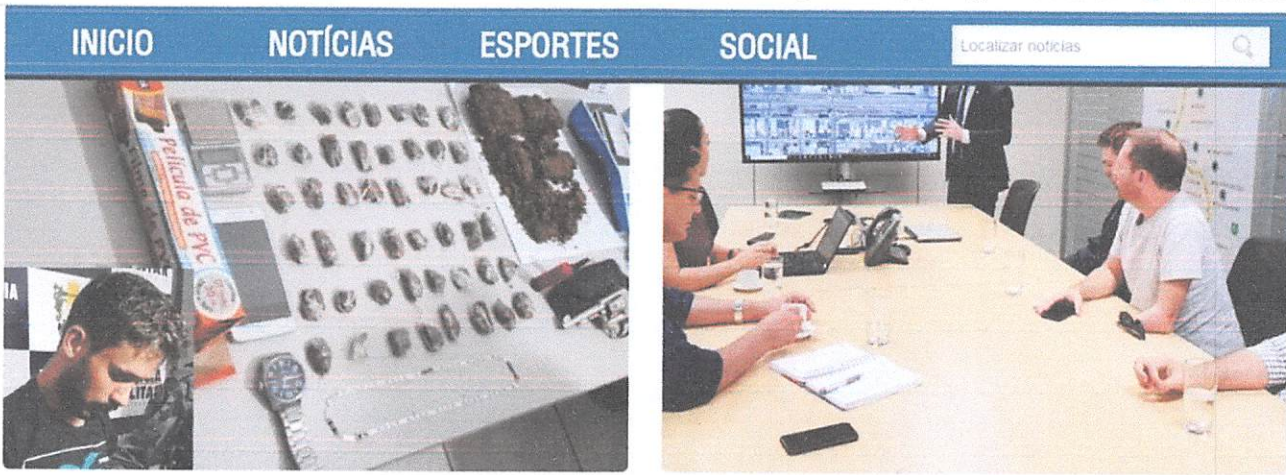 INICIO
NOTÍCIAS
ESPORTES
SOCIAL
Localizar notícias
Película de PVC